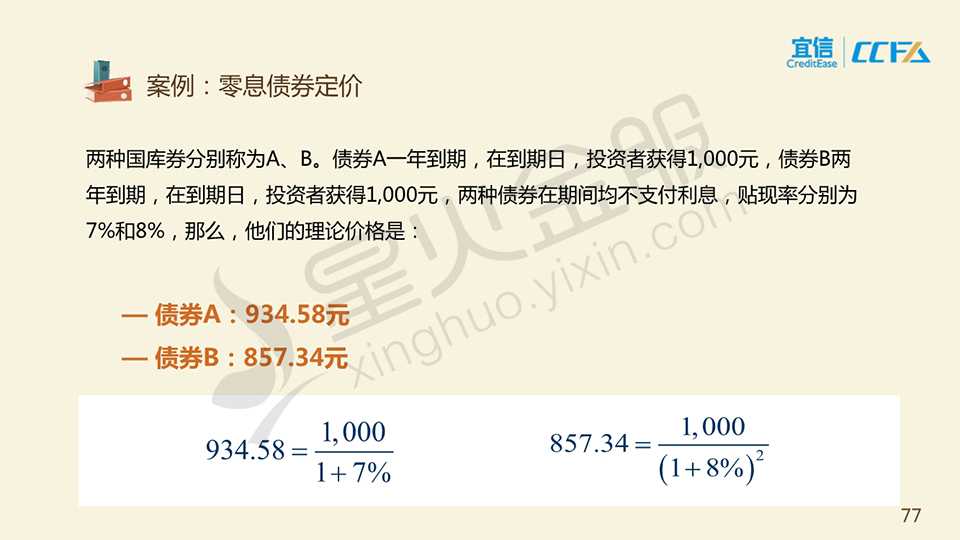 宜信
CreditEase
CCFA
案例：零息债券定价
两种国库券分别称为A、B。债券A一年到期，在到期日，投资者获得1,000元，债券B两
年到期，在到期日，投资者获得1,000元，两种债券在期间均不支付利息，贴现率分别为
7%和8%，那么，他们的理论价格是：
— 债券A：934.58元
— 债券B：857.34元
星火金服
xinghuo.yixin.com
934.58 = 1,000 / 1+7%
857.34 = 1,000 / (1+8%)²
77